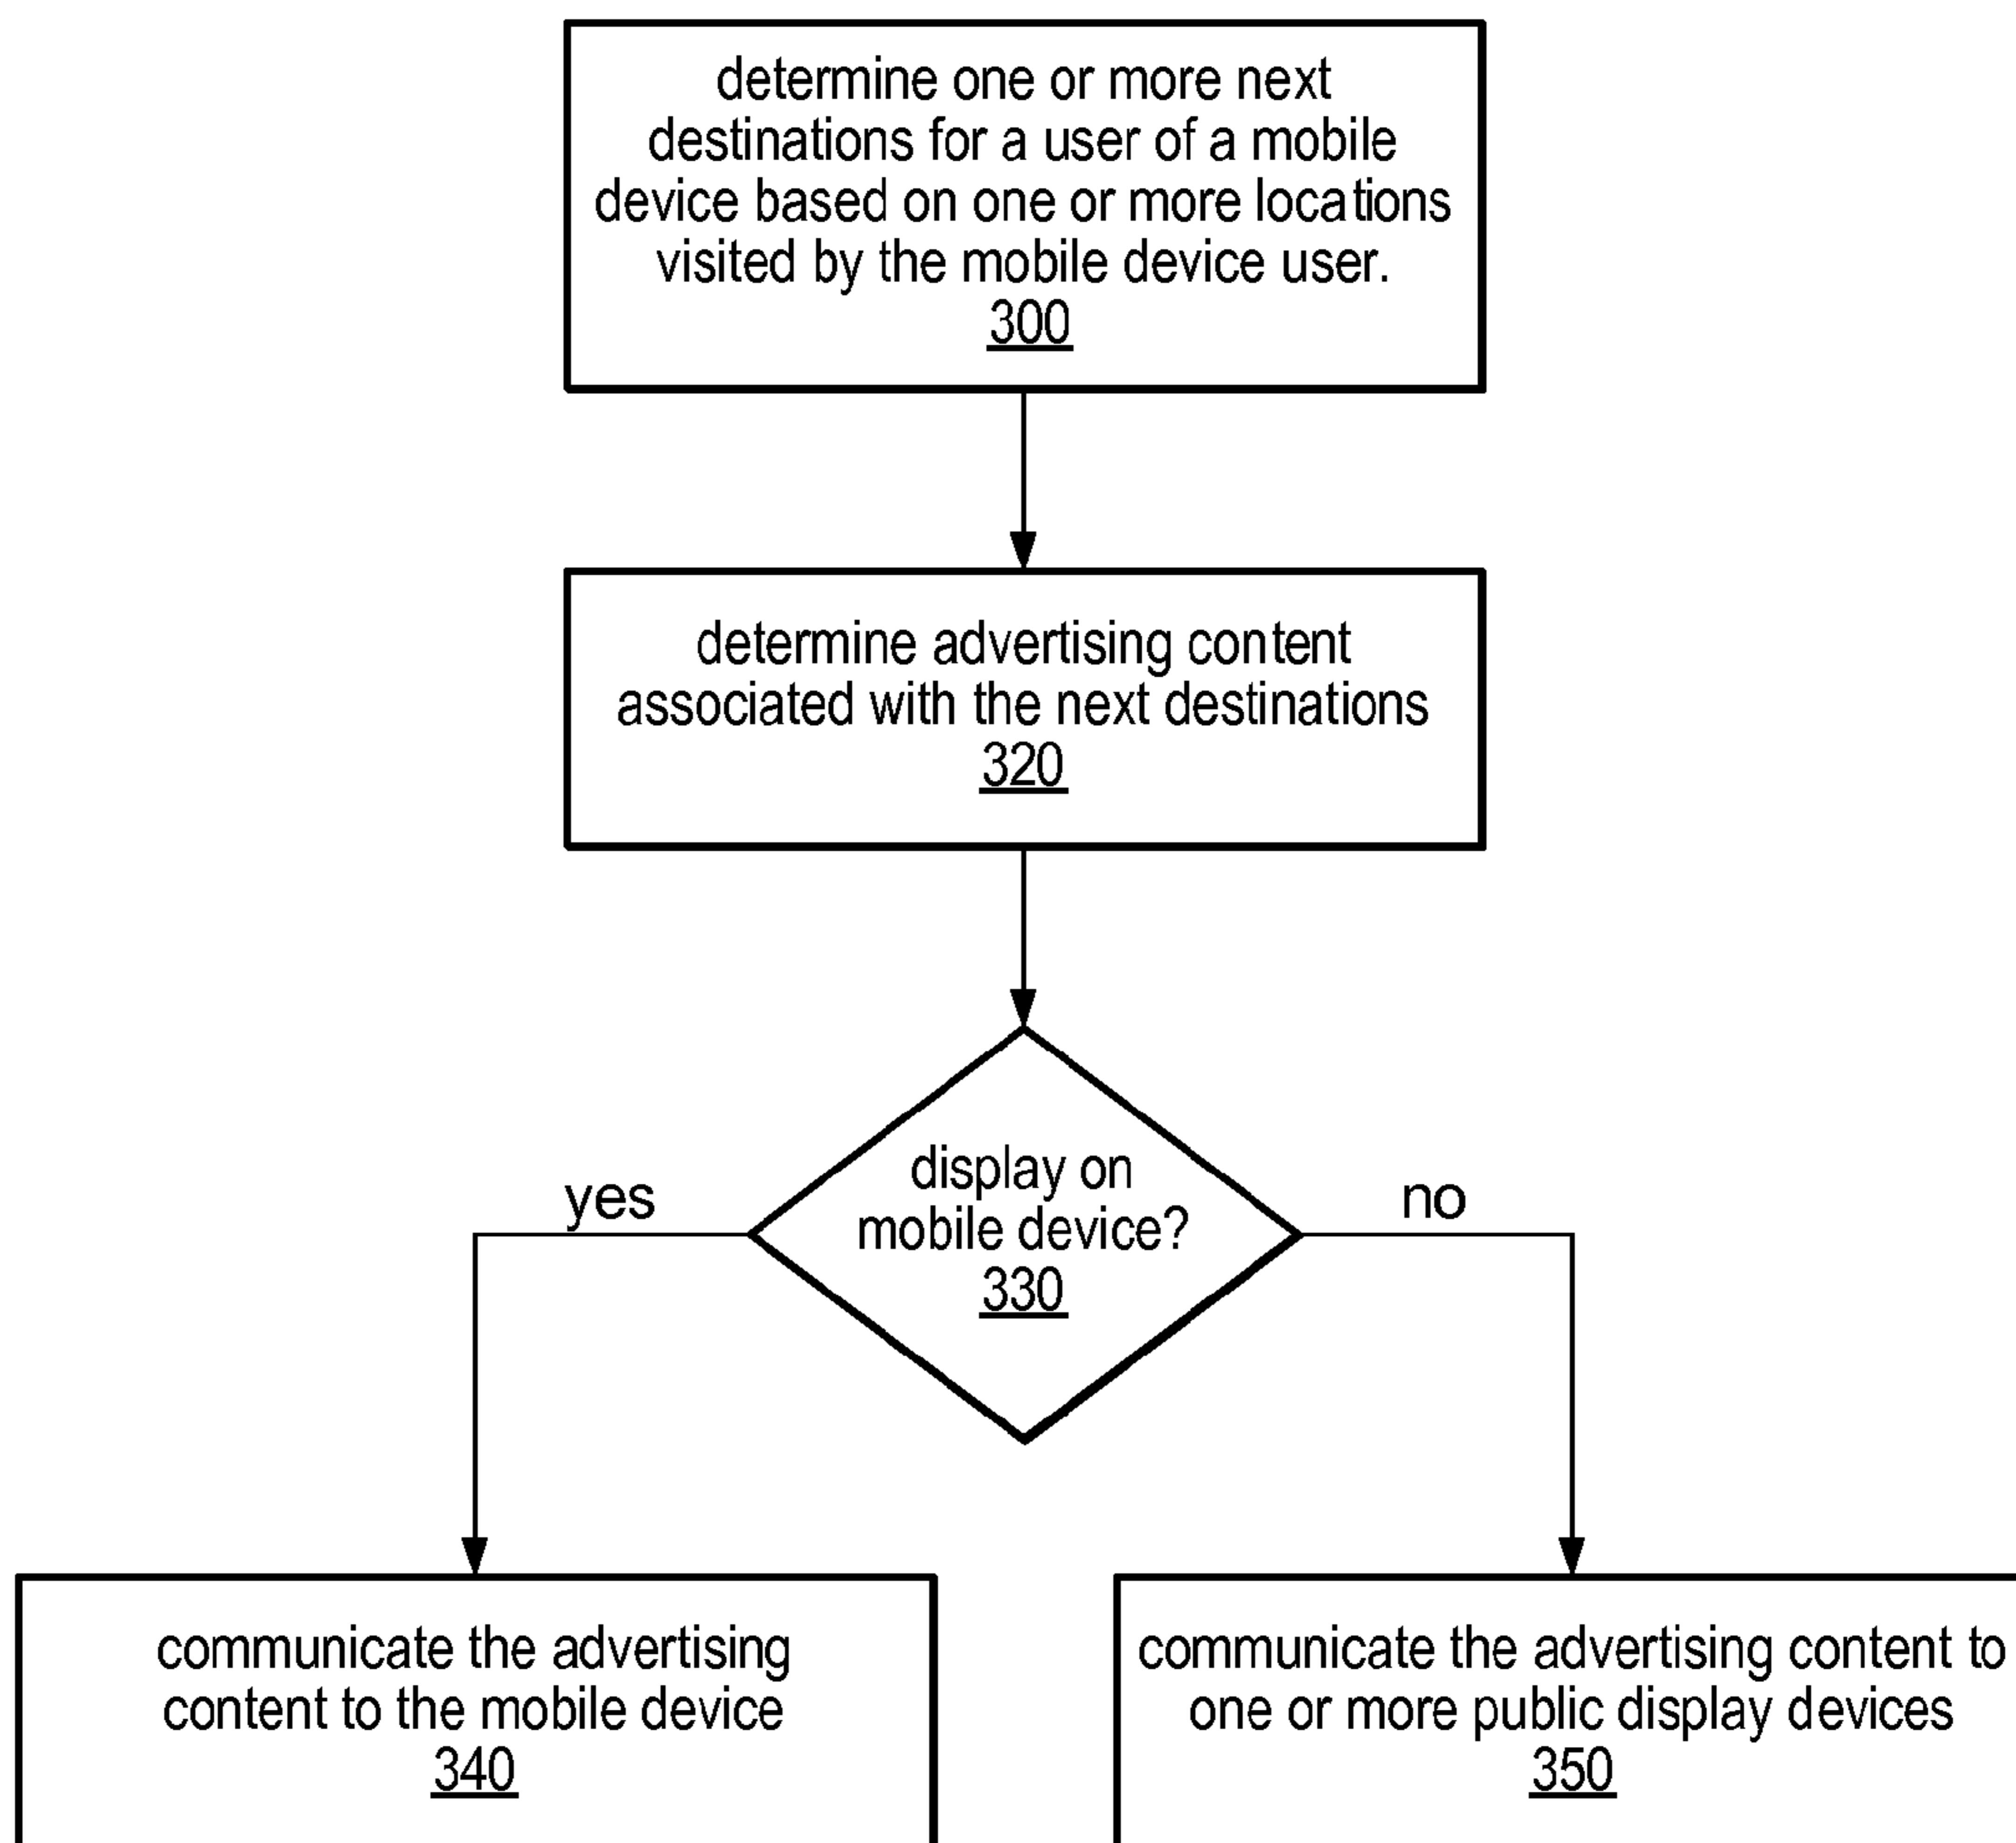 determine one or more next
destinations for a user of a mobile
device based on one or more locations
visited by the mobile device user.
300
determine advertising content
associated with the next destinations
320
display on
mobile device?
330
yes
no
communicate the advertising
content to the mobile device
340
communicate the advertising content to
one or more public display devices
350